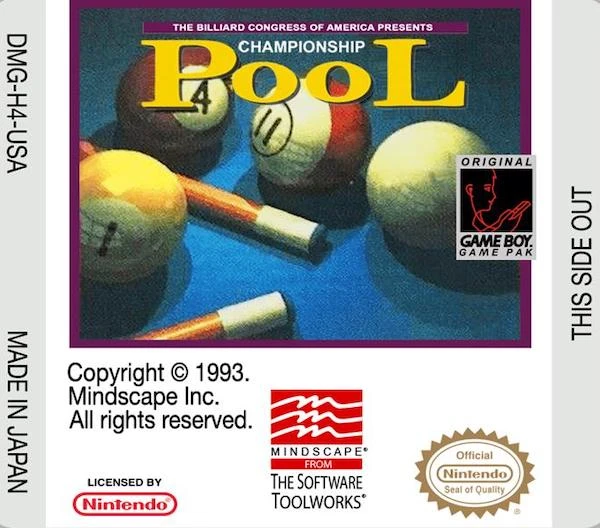 THE BILLIARD CONGRESS OF AMERICA PRESENTS
CHAMPIONSHIP
POOL
4
11
1
ORIGINAL
GAME BOY.
GAME PAK
DMG-H4-USA
MADE IN JAPAN
THIS SIDE OUT
Copyright © 1993.
Mindscape Inc.
All rights reserved.
LICENSED BY
Nintendo
MINDSCAPE®
FROM
THE SOFTWARE
TOOLWORKS®
Official
Nintendo
Seal of Quality
®